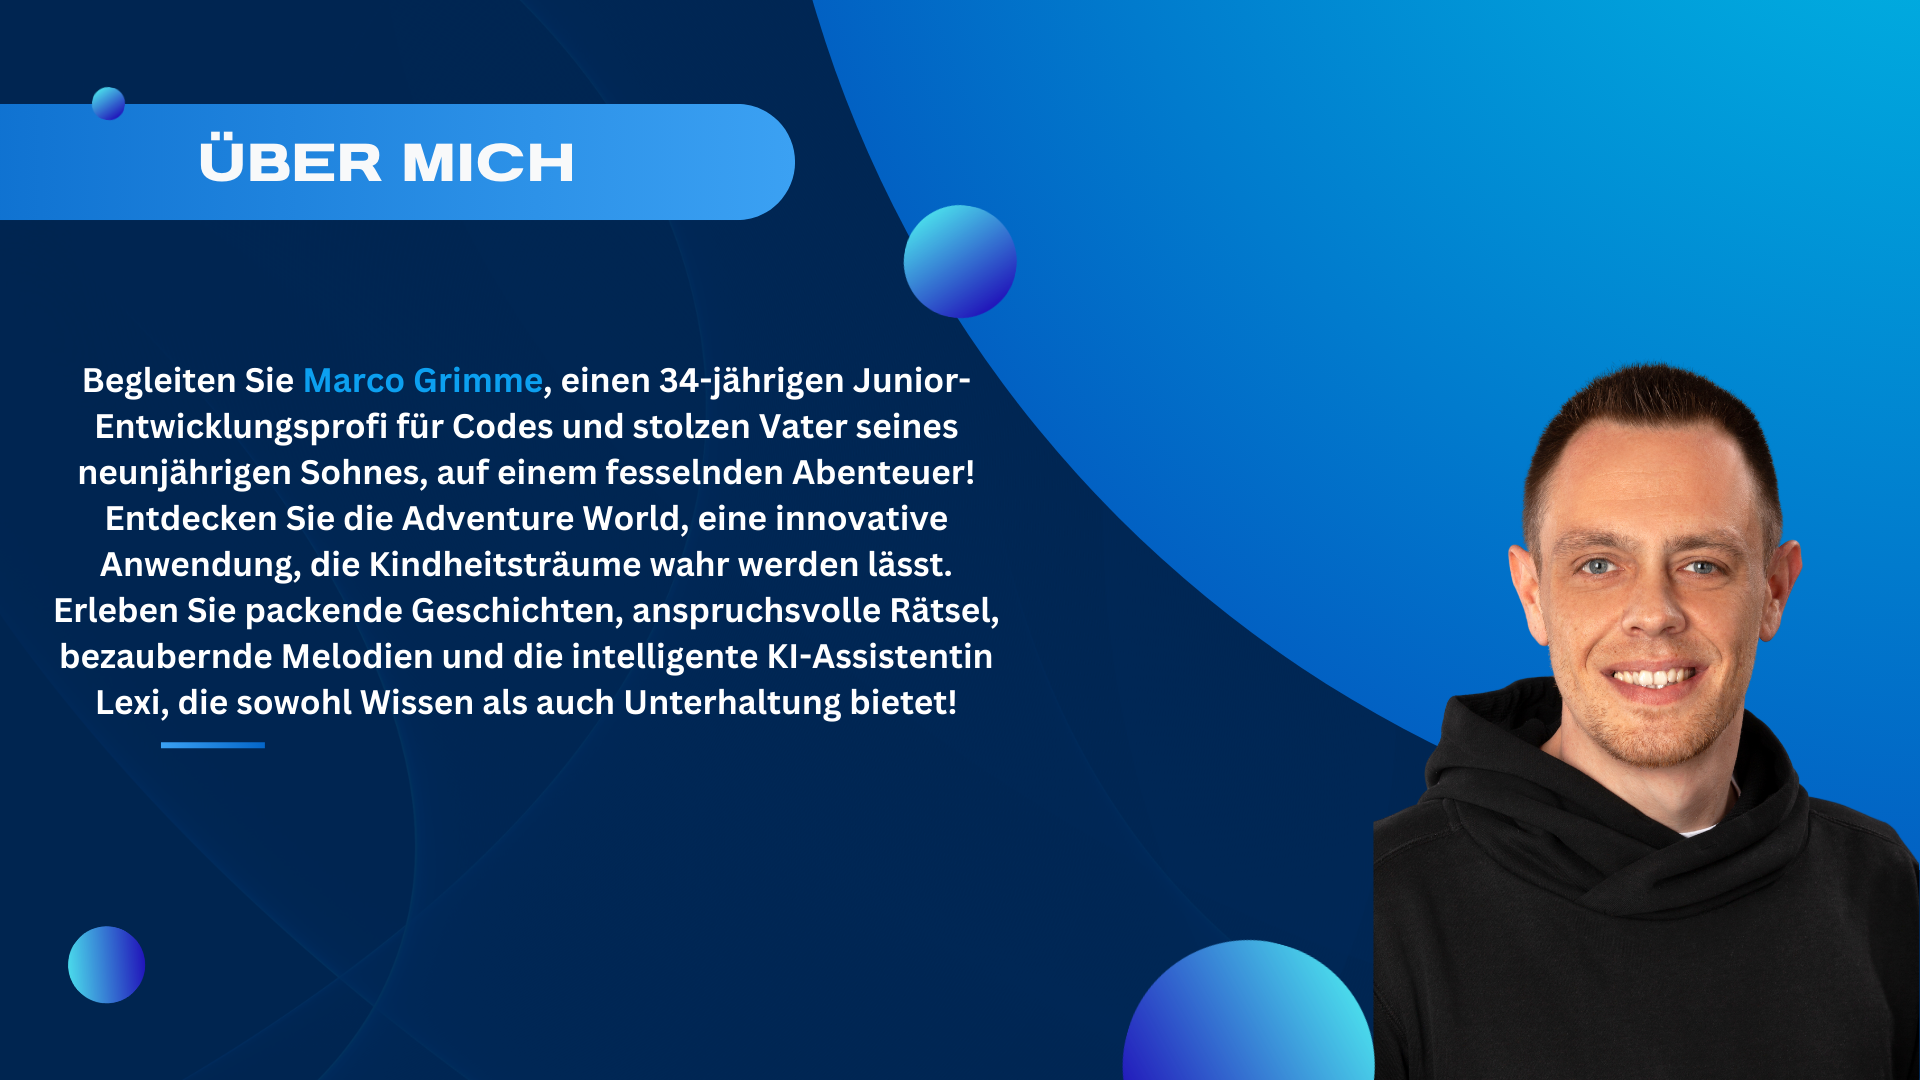 ÜBER MICH
Begleiten Sie Marco Grimme, einen 34-jährigen Junior-
Entwicklungsprofi für Codes und stolzen Vater seines
neunjährigen Sohnes, auf einem fesselnden Abenteuer!
Entdecken Sie die Adventure World, eine innovative
Anwendung, die Kindheitsträume wahr werden lässt.
Erleben Sie packende Geschichten, anspruchsvolle Rätsel,
bezaubernde Melodien und die intelligente KI-Assistentin
Lexi, die sowohl Wissen als auch Unterhaltung bietet!